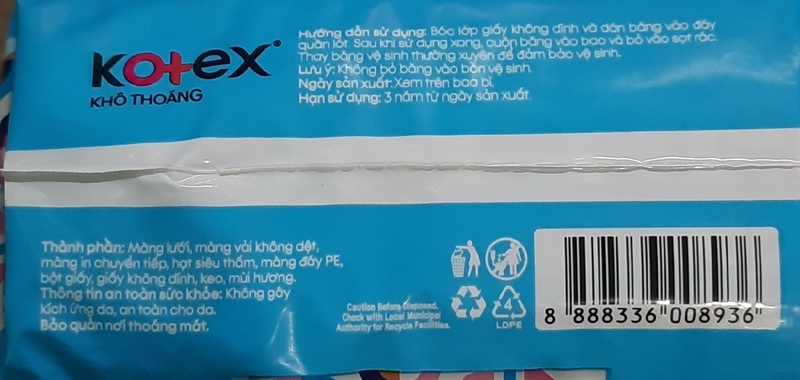 Kotex
KHÔ THOÁNG
Hướng dẫn sử dụng: Bóc lớp giấy không dính và dán băng vào đáy
quần lót. Sau khi sử dụng xong, cuộn băng vào bao và bỏ vào sọt rác.
Thay băng vệ sinh thường xuyên để đảm bảo vệ sinh.
Lưu ý: Không bỏ băng vào bồn vệ sinh.
Ngày sản xuất: Xem trên bao bì.
Hạn sử dụng: 3 năm từ ngày sản xuất.
Thành phần: Màng lưới, màng vải không dệt,
màng in chuyển tiếp, hạt siêu thấm, màng đáy PE,
bột giấy, giấy không dính, keo, mùi hương.
Thông tin an toàn sức khỏe: Không gây
kích ứng da, an toàn cho da.
Bảo quản nơi thoáng mát.
Caution Before Disposed,
Check with Local Municipal
Authority for Recycle Facilities.
4
LDPE
8 888336 008936